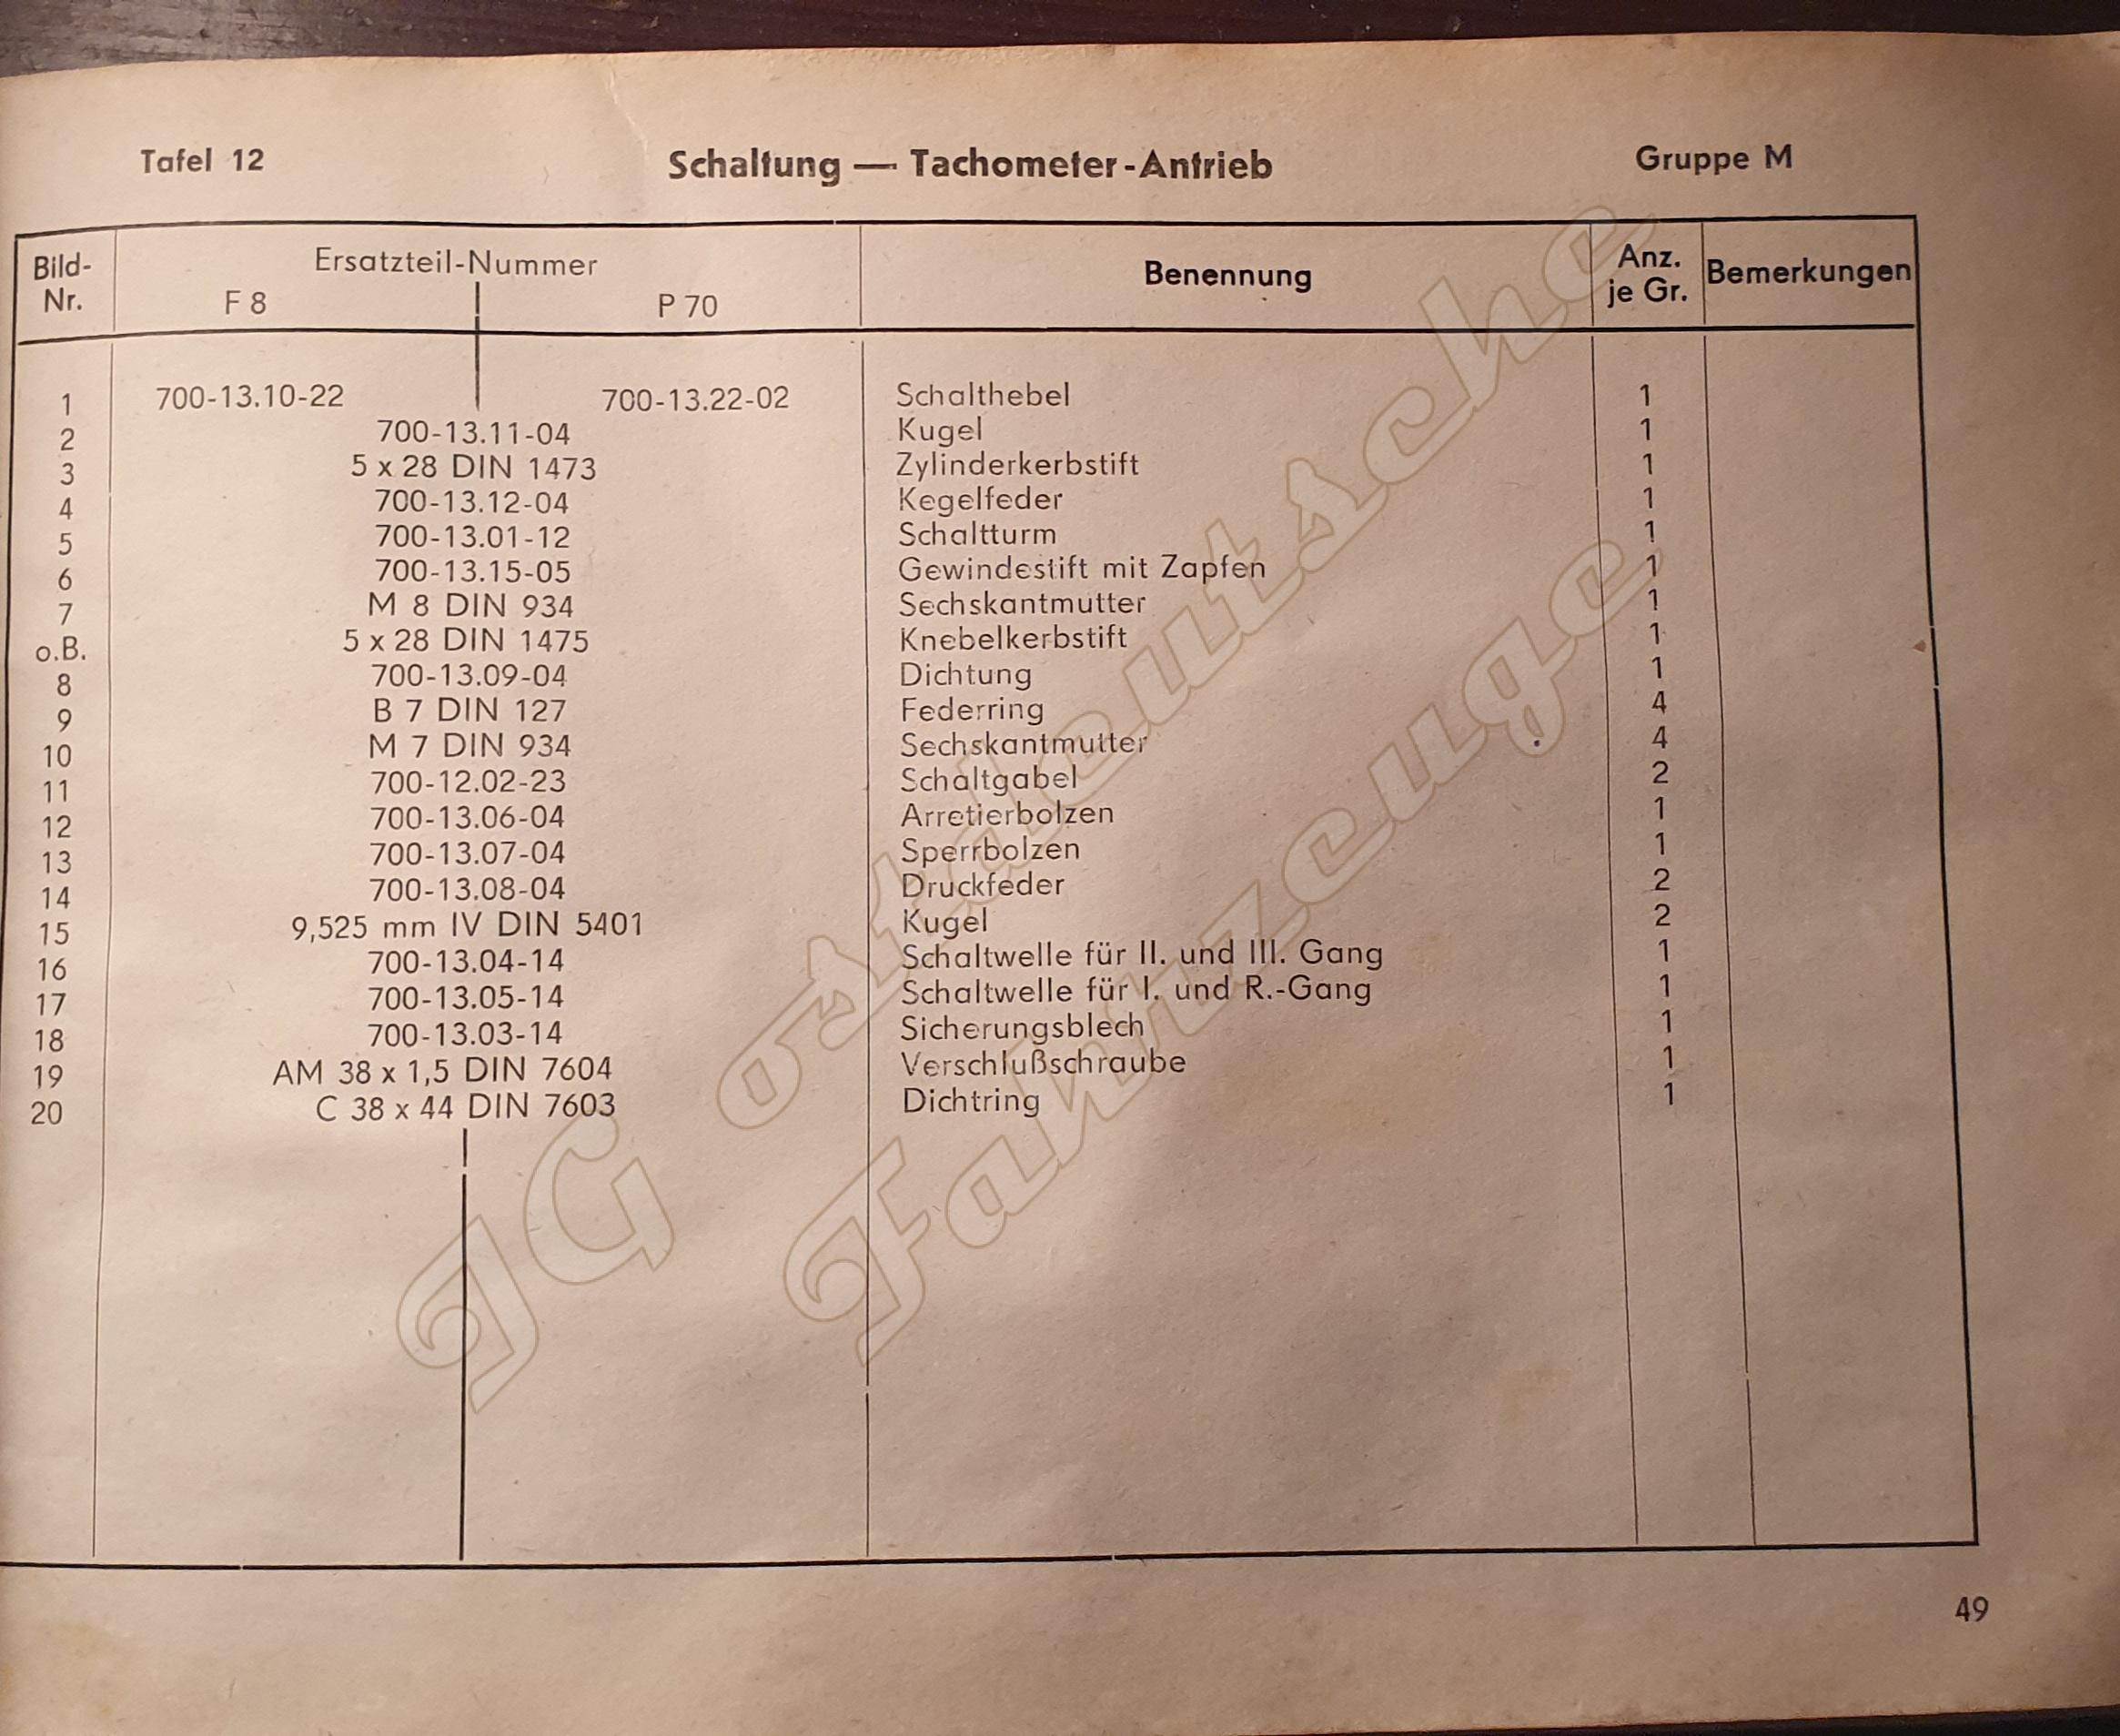 Tafel 12 Schaltung — Tachometer-Antrieb Gruppe M
Bild-Nr. Ersatzteil-Nummer F 8 P 70 Benennung Anz. je Gr. Bemerkungen
1 700-13.10-22 700-13.22-02 Schalthebel 1
2 700-13.11-04 Kugel 1
3 5 x 28 DIN 1473 Zylinderkerbstift 1
4 700-13.12-04 Kegelfeder 1
5 700-13.01-12 Schaltturm 1
6 700-13.15-05 Gewindestift mit Zapfen 1
7 M 8 DIN 934 Sechskantmutter 1
o.B. 5 x 28 DIN 1475 Knebelkerbstift 1
8 700-13.09-04 Dichtung 1
9 B 7 DIN 127 Federring 4
10 M 7 DIN 934 Sechskantmutter 4
11 700-12.02-23 Schaltgabel 2
12 700-13.06-04 Arretierbolzen 1
13 700-13.07-04 Sperrbolzen 1
14 700-13.08-04 Druckfeder 2
15 9,525 mm IV DIN 5401 Kugel 2
16 700-13.04-14 Schaltwelle für II. und III. Gang 1
17 700-13.05-14 Schaltwelle für I. und R.-Gang 1
18 700-13.03-14 Sicherungsblech 1
19 AM 38 x 1,5 DIN 7604 Verschlußschraube 1
20 C 38 x 44 DIN 7603 Dichtring 1
49
IG ostdeutsche
Fahrzeuge